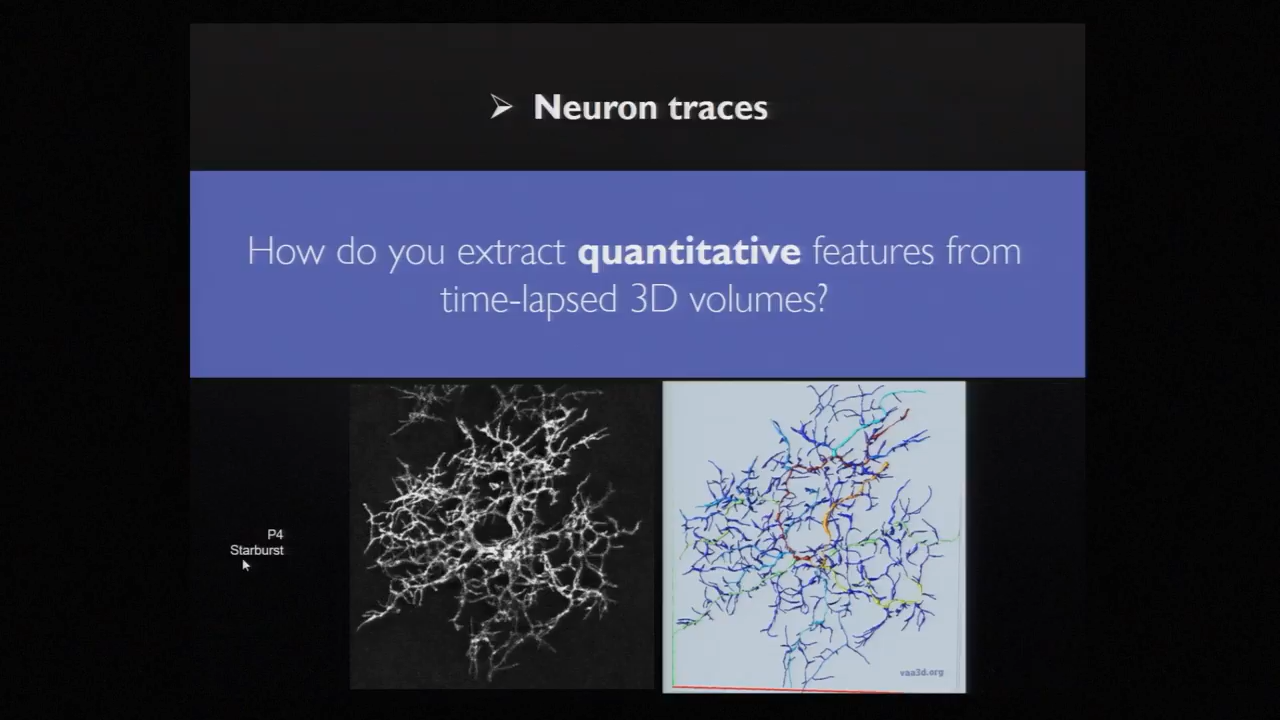 ➢ Neuron traces
How do you extract quantitative features from
time-lapsed 3D volumes?
P4
Starburst
vaa3d.org